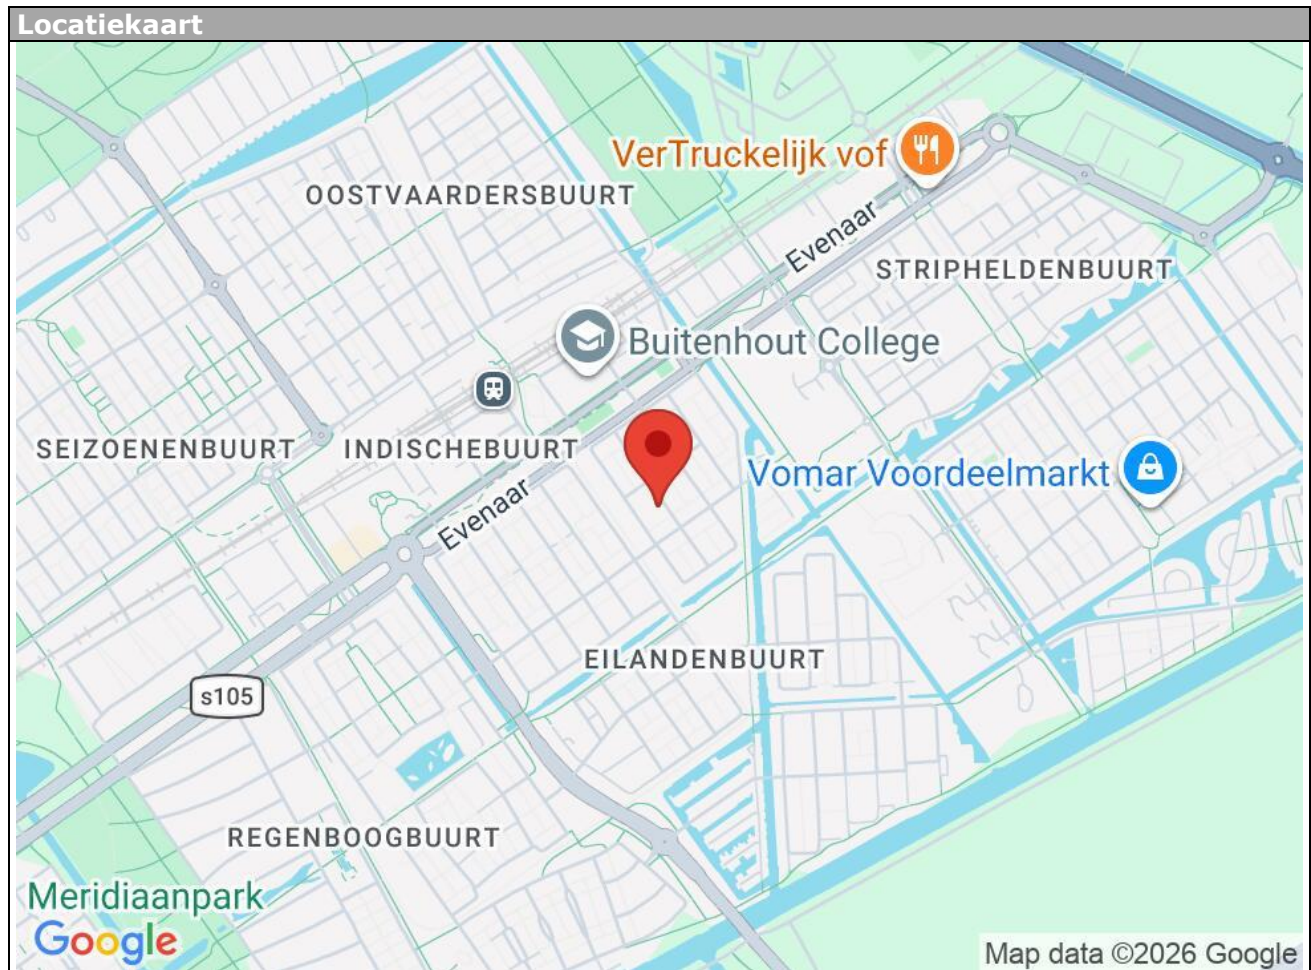 Locatiekaart
VerTruckelijk vof
OOSTVAARDERSBUURT
Evenaar
STRIPHELDENBUURT
Buitenhout College
SEIZOENENBUURT
INDISCHEBUURT
Vomar Voordeelmarkt
Evenaar
EILANDENBUURT
s105
REGENBOOGBUURT
Meridiaanpark
Google
Map data ©2026 Google